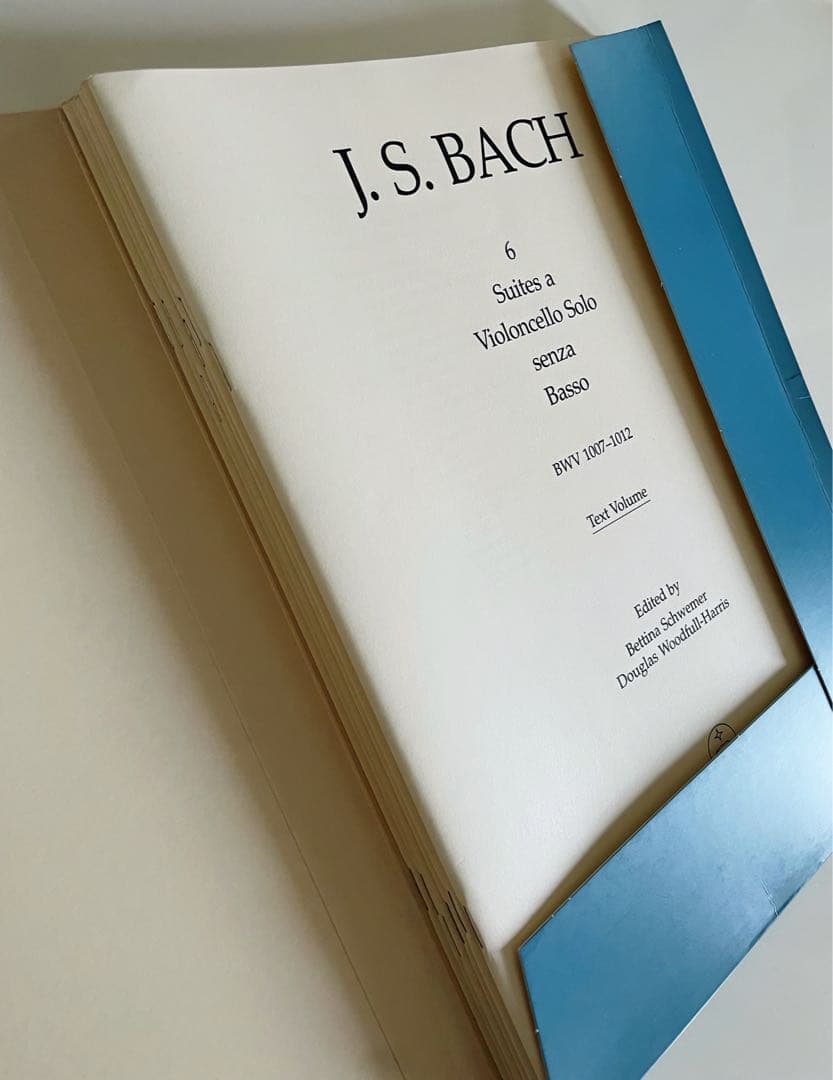 J. S. BACH
6
Suites a
Violoncello Solo
senza
Basso
BWV 1007–1012
Text Volume
Edited by
Bettina Schwemer
Douglas Woodfull-Harris